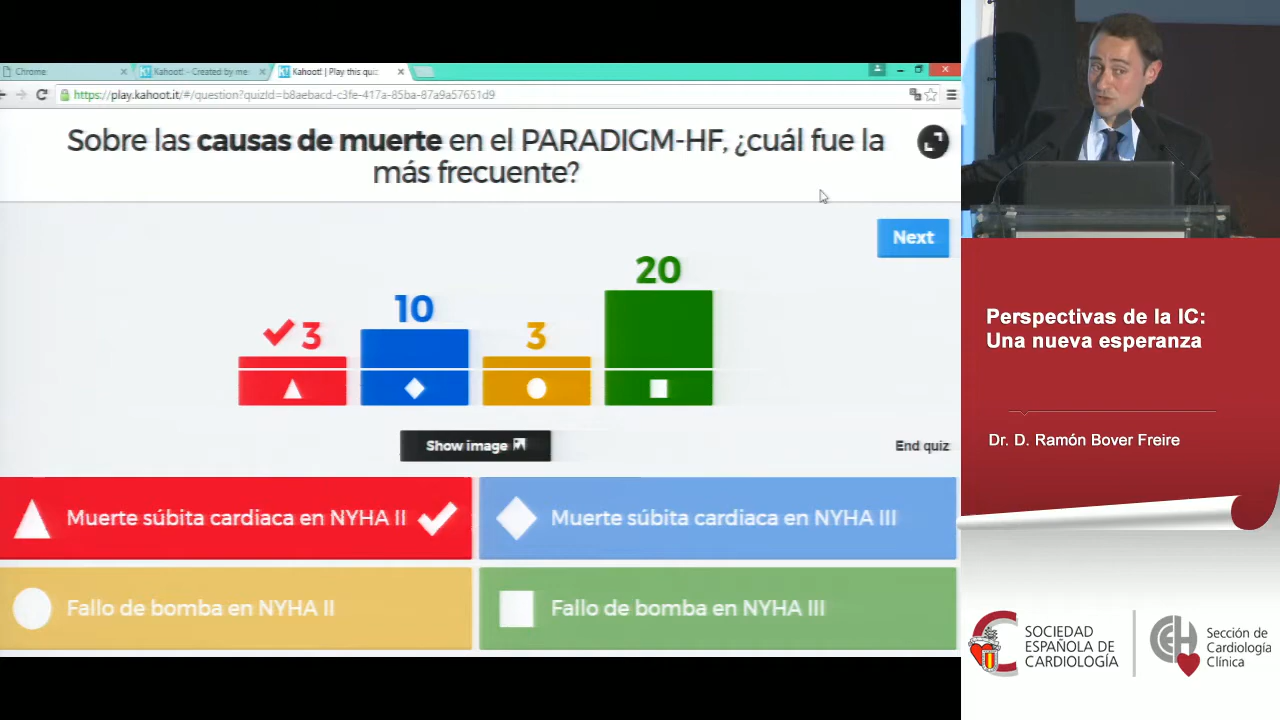 Chrome
Kahoot! - Created by me
Kahoot! | Play this qui
https://play.kahoot.it/#/question?quizId=b8aebacd-c3fe-417a-85ba-87a9a57651d9
Sobre las causas de muerte en el PARADIGM-HF, ¿cuál fue la
más frecuente?
Next
3
10
3
20
Show image
End quiz
Muerte súbita cardiaca en NYHA II
Muerte súbita cardiaca en NYHA III
Fallo de bomba en NYHA II
Fallo de bomba en NYHA III
Perspectivas de la IC:
Una nueva esperanza
Dr. D. Ramón Bover Freire
SOCIEDAD
ESPAÑOLA DE
CARDIOLOGÍA
Sección de
Cardiología
Clínica